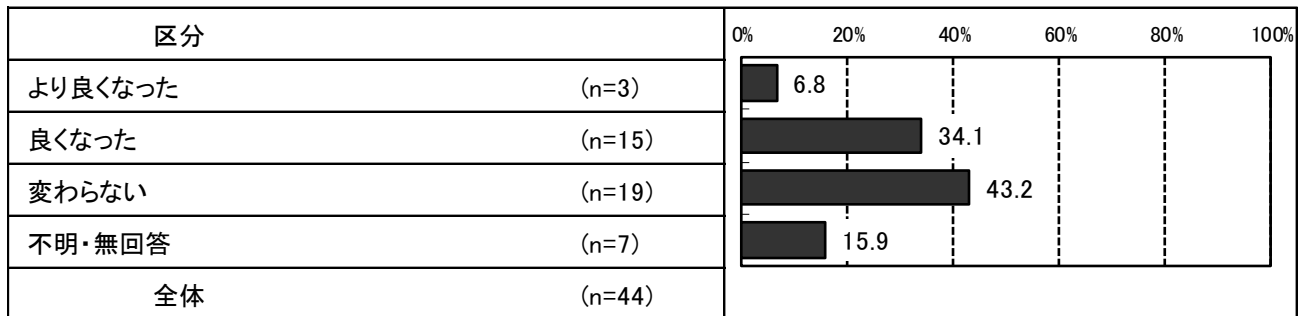 区分 0% 20% 40% 60% 80% 100%
より良くなった (n=3) 6.8
良くなった (n=15) 34.1
変わらない (n=19) 43.2
不明・無回答 (n=7) 15.9
全体 (n=44)